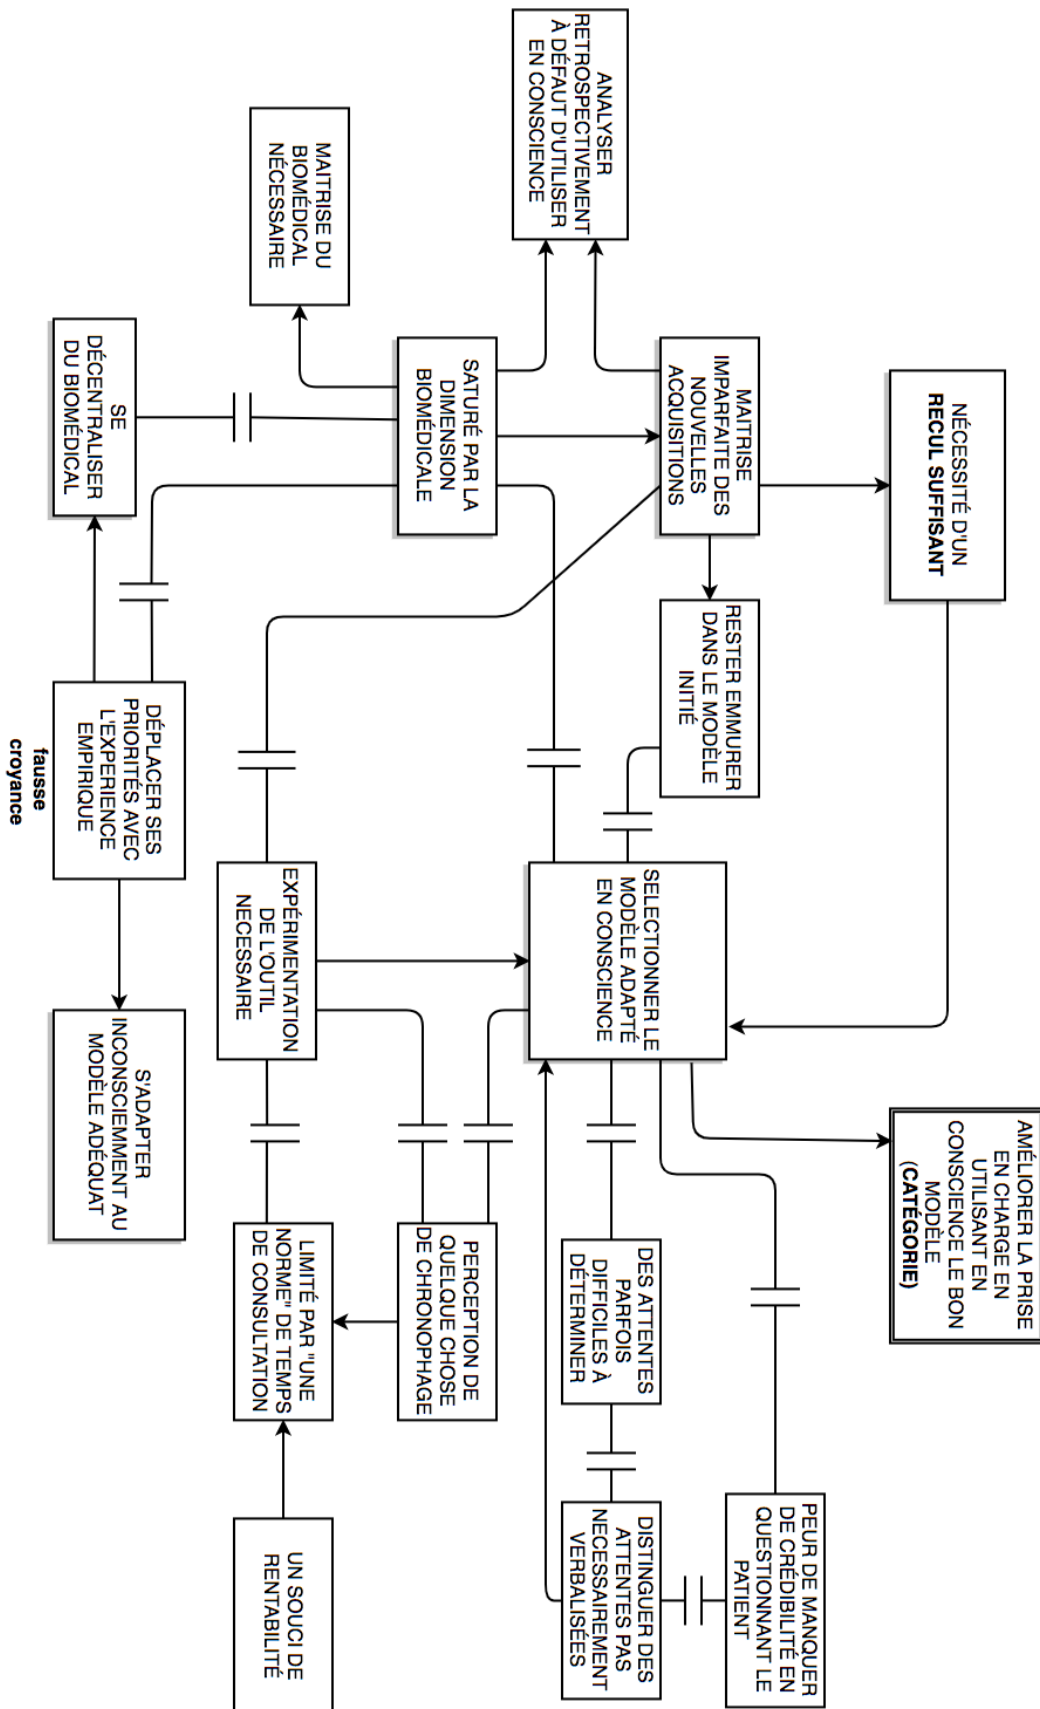 NÉCESSITÉ D'UN
RECUL SUFFISANT
AMÉLIORER LA PRISE
EN CHARGE EN
UTILISANT EN
CONSCIENCE LE BON
MODÈLE
(CATÉGORIE)
MAITRISE
IMPARFAITE DES
NOUVELLES
ACQUISITIONS
RESTER EMMURER
DANS LE MODÈLE
INITIÉ
SELECTIONNER LE
MODÈLE ADAPTÉ
EN CONSCIENCE
PEUR DE MANQUER
DE CRÉDIBILITÉ EN
QUESTIONNANT LE
PATIENT
ANALYSER
RETROSPECTIVEMENT
À DÉFAUT D'UTILISER
EN CONSCIENCE
DES ATTENTES
PARFOIS
DIFFICILES À
DÉTERMINER
DISTINGUER DES
ATTENTES PAS
NECESSAIREMENT
VERBALISÉES
SATURÉ PAR LA
DIMENSION
BIOMÉDICALE
PERCEPTION DE
QUELQUE CHOSE
DE CHRONOPHAGE
MAITRISE DU
BIOMÉDICAL
NÉCESSAIRE
EXPÉRIMENTATION
DE L'OUTIL
NECESSAIRE
LIMITÉ PAR "UNE
NORME" DE TEMPS
DE CONSULTATION
UN SOUCI DE
RENTABILITÉ
SE
DÉCENTRALISER
DU BIOMÉDICAL
DÉPLACER SES
PRIORITÉS AVEC
L'EXPERIENCE
EMPIRIQUE
S'ADAPTER
INCONSCIEMMENT AU
MODÈLE ADÉQUAT
fausse
croyance